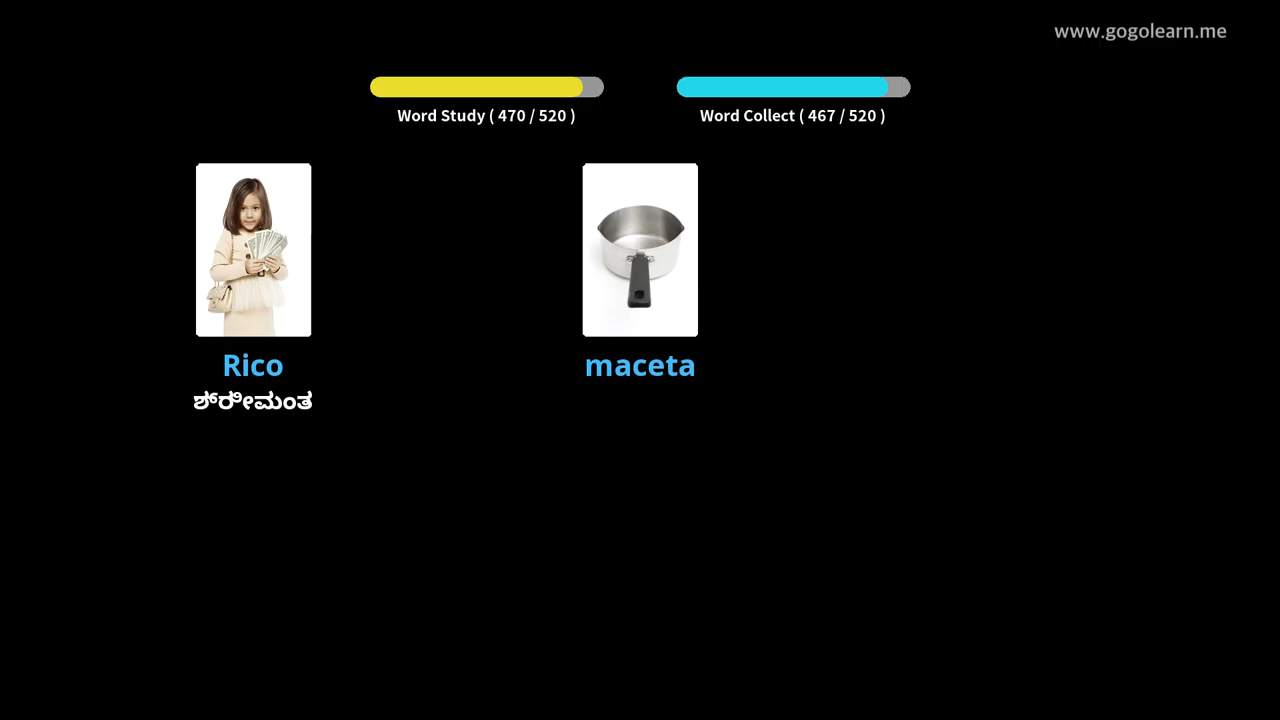 www.gogolearn.me
Word Study ( 470 / 520 )
Word Collect ( 467 / 520 )
Rico
ಶ್ರೀಮಂತ
maceta